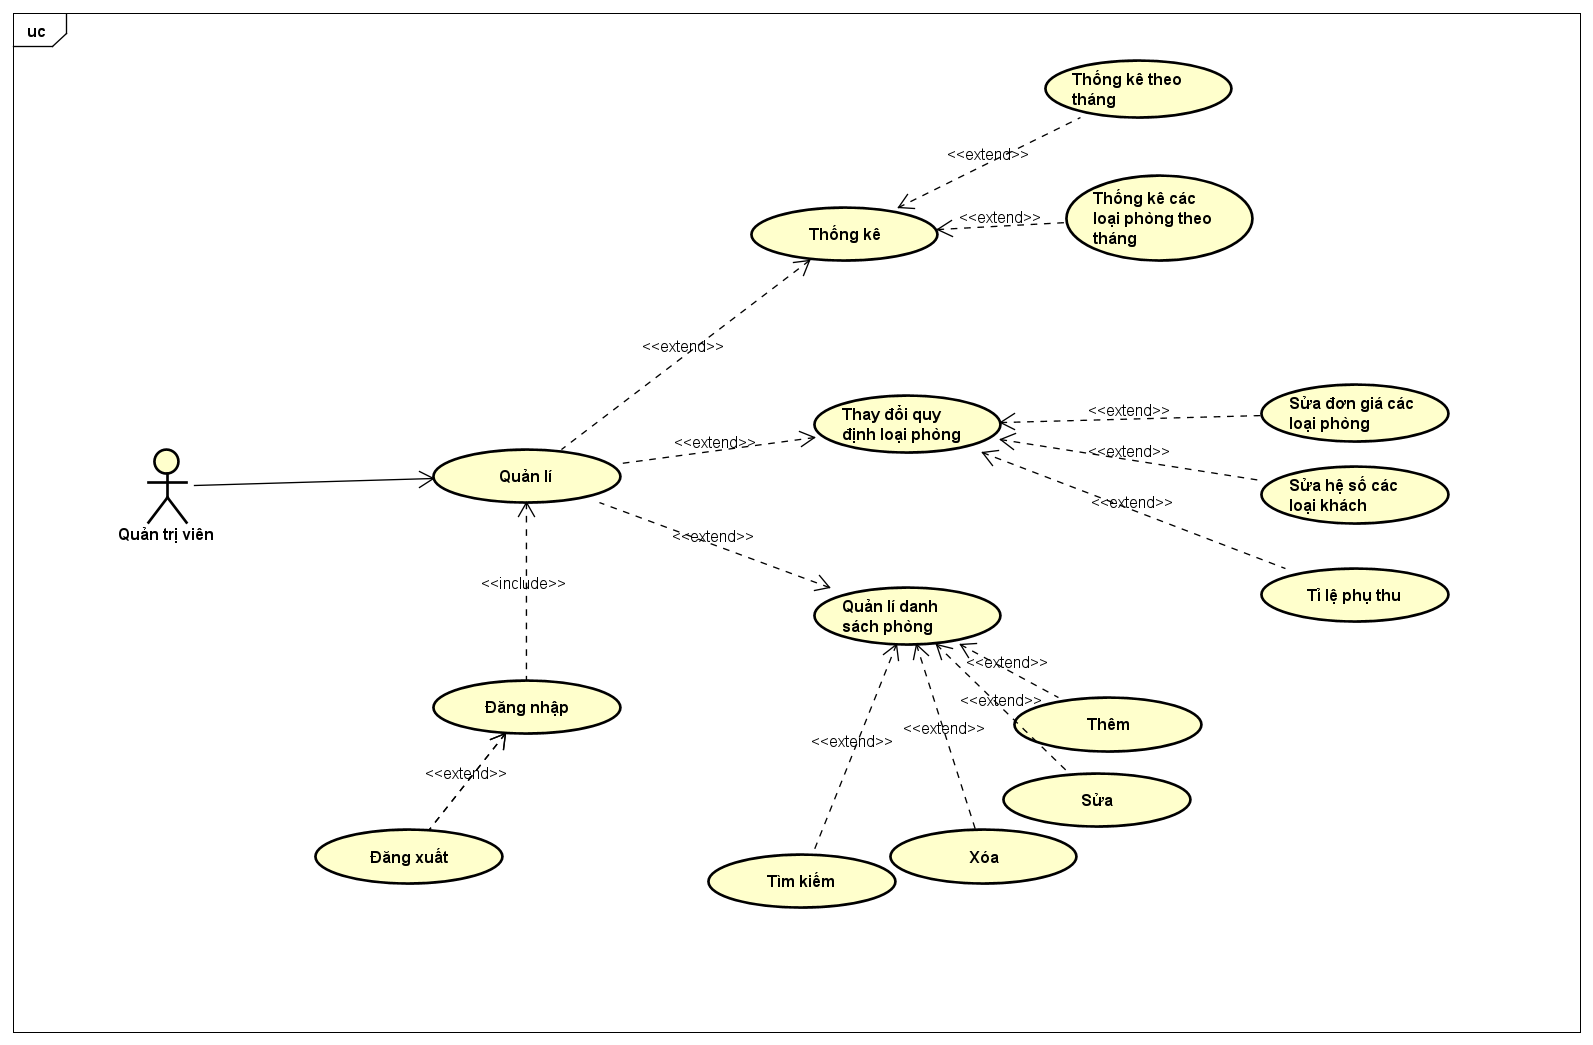 uc
Thống kê theo
tháng
<<extend>>
Thống kê các
loại phòng theo
tháng
<<extend>>
Thống kê
<<extend>>
Thay đổi quy
định loại phòng
<<extend>>
<<extend>>
Sửa đơn giá các
loại phòng
<<extend>>
Sửa hệ số các
loại khách
<<extend>>
Tỉ lệ phụ thu
Quản lí
Quản trị viên
<<extend>>
<<include>>
Quản lí danh
sách phòng
<<extend>>
<<extend>>
<<extend>>
<<extend>>
Thêm
Đăng nhập
<<extend>>
Sửa
Đăng xuất
Xóa
Tìm kiếm